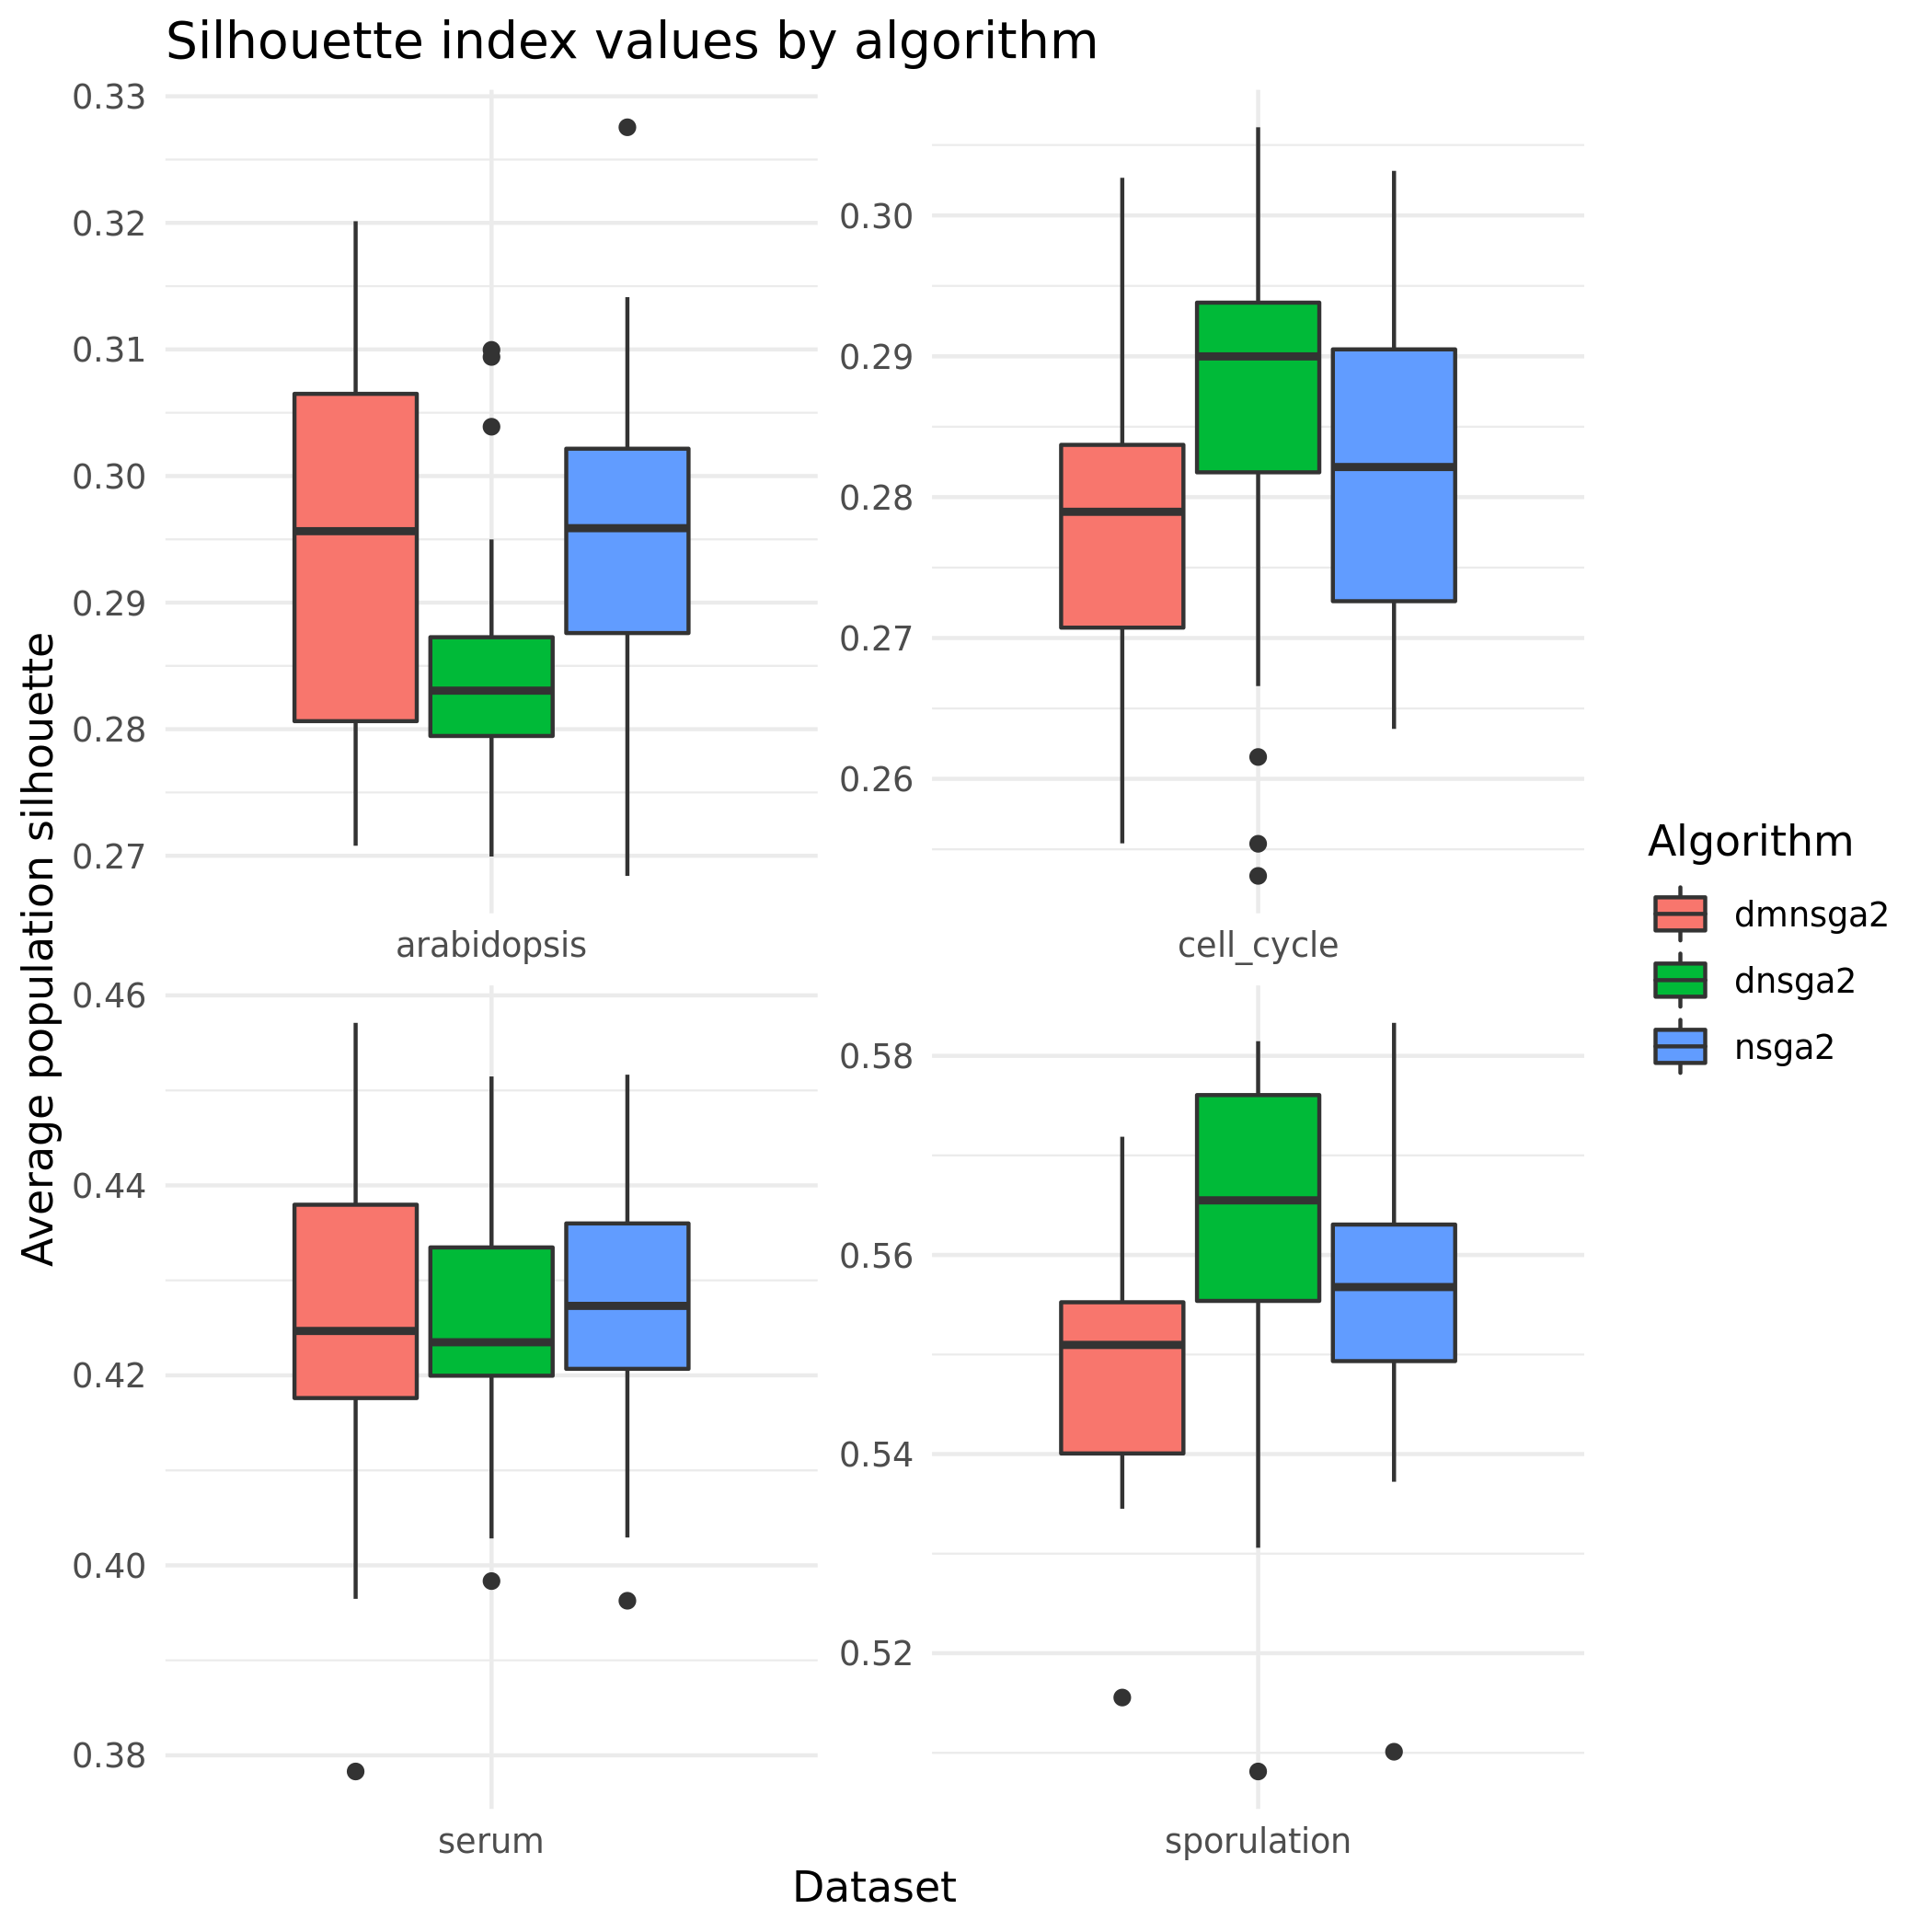 Silhouette index values by algorithm
Average population silhouette
0.33
0.32
0.31
0.30
0.29
0.28
0.27
arabidopsis
0.30
0.29
0.28
0.27
0.26
cell_cycle
0.46
0.44
0.42
0.40
0.38
serum
0.58
0.56
0.54
0.52
sporulation
Dataset
Algorithm
dmnsga2
dnsga2
nsga2